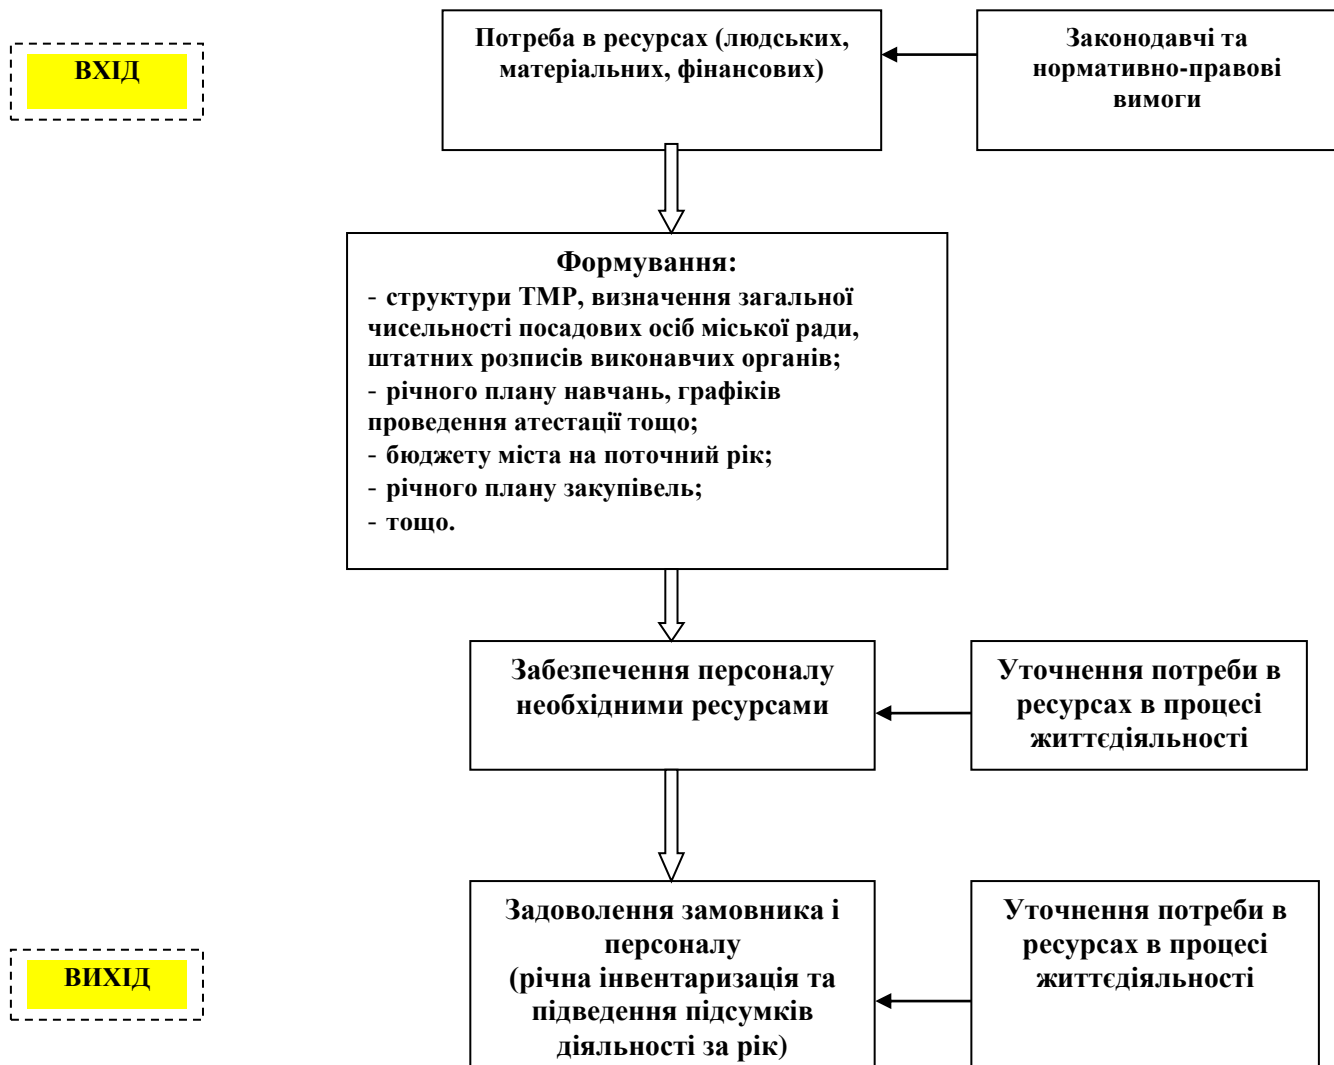 ВХІД
Потреба в ресурсах (людських,
матеріальних, фінансових)
Законодавчі та
нормативно-правові
вимоги
Формування:
- структури ТМР, визначення загальної
чисельності посадових осіб міської ради,
штатних розписів виконавчих органів;
- річного плану навчань, графіків
проведення атестації тощо;
- бюджету міста на поточний рік;
- річного плану закупівель;
- тощо.
Забезпечення персоналу
необхідними ресурсами
Уточнення потреби в
ресурсах в процесі
життєдіяльності
ВИХІД
Задоволення замовника і
персоналу
(річна інвентаризація та
підведення підсумків
діяльності за рік)
Уточнення потреби в
ресурсах в процесі
життєдіяльності